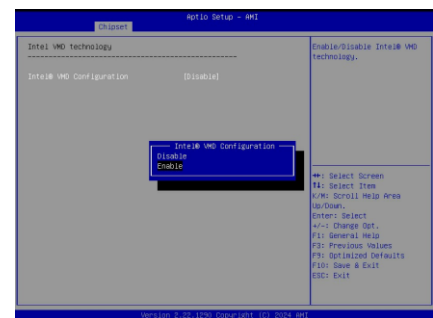 Aptio Setup - AMI
Chipset
Intel VMD technology
Intel® VMD Configuration [Disable]
Enable/Disable Intel® VMD
technology.
Intel® VMD Configuration
Disable
Enable
→←: Select Screen
↑↓: Select Item
K/M: Scroll Help Area
Up/Down.
Enter: Select
+/-: Change Opt.
F1: General Help
F3: Previous Values
F9: Optimized Defaults
F10: Save & Exit
ESC: Exit
Version 2.22.1290 Copyright (C) 2024 AMI